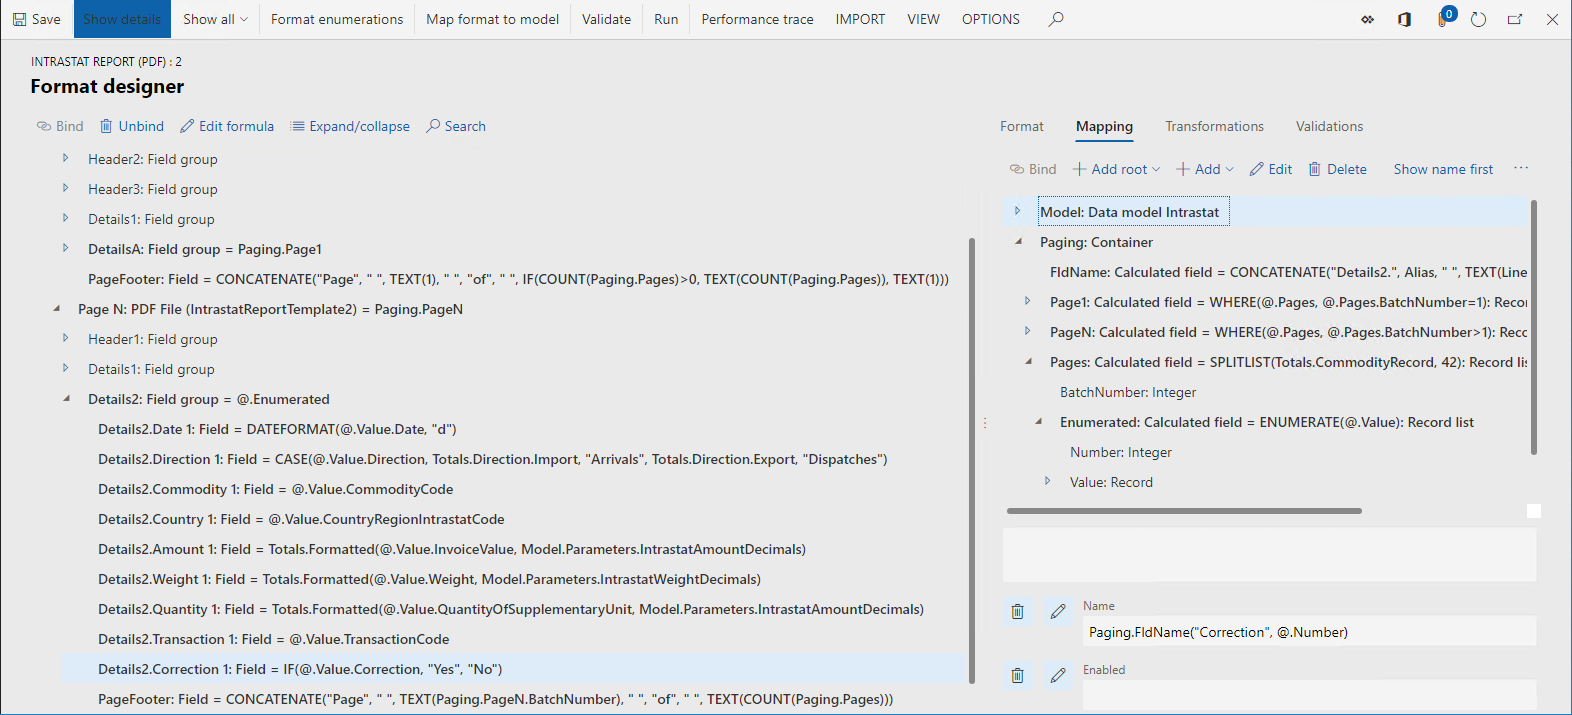 Save Show details Show all Format enumerations Map format to model Validate Run Performance trace IMPORT VIEW OPTIONS 0
INTRASTAT REPORT (PDF) : 2
Format designer
Bind Unbind Edit formula Expand/collapse Search
Header2: Field group
Header3: Field group
Details1: Field group
DetailsA: Field group = Paging.Page1
PageFooter: Field = CONCATENATE("Page", " ", TEXT(1), " ", "of", " ", IF(COUNT(Paging.Pages)>0, TEXT(COUNT(Paging.Pages)), TEXT(1)))
Page N: PDF File (IntrastatReportTemplate2) = Paging.PageN
Header1: Field group
Details1: Field group
Details2: Field group = @.Enumerated
Details2.Date 1: Field = DATEFORMAT(@.Value.Date, "d")
Details2.Direction 1: Field = CASE(@.Value.Direction, Totals.Direction.Import, "Arrivals", Totals.Direction.Export, "Dispatches")
Details2.Commodity 1: Field = @.Value.CommodityCode
Details2.Country 1: Field = @.Value.CountryRegionIntrastatCode
Details2.Amount 1: Field = Totals.Formatted(@.Value.InvoiceValue, Model.Parameters.IntrastatAmountDecimals)
Details2.Weight 1: Field = Totals.Formatted(@.Value.Weight, Model.Parameters.IntrastatWeightDecimals)
Details2.Quantity 1: Field = Totals.Formatted(@.Value.QuantityOfSupplementaryUnit, Model.Parameters.IntrastatAmountDecimals)
Details2.Transaction 1: Field = @.Value.TransactionCode
Details2.Correction 1: Field = IF(@.Value.Correction, "Yes", "No")
PageFooter: Field = CONCATENATE("Page", " ", TEXT(Paging.PageN.BatchNumber), " ", "of", " ", TEXT(COUNT(Paging.Pages)))
Format Mapping Transformations Validations
Bind Add root Add Edit Delete Show name first ···
Model: Data model Intrastat
Paging: Container
FldName: Calculated field = CONCATENATE("Details2.", Alias, " ", TEXT(Line
Page1: Calculated field = WHERE(@.Pages, @.Pages.BatchNumber=1): Recor
PageN: Calculated field = WHERE(@.Pages, @.Pages.BatchNumber>1): Recc
Pages: Calculated field = SPLITLIST(Totals.CommodityRecord, 42): Record lis
BatchNumber: Integer
Enumerated: Calculated field = ENUMERATE(@.Value): Record list
Number: Integer
Value: Record
Name
Paging.FldName("Correction", @.Number)
Enabled